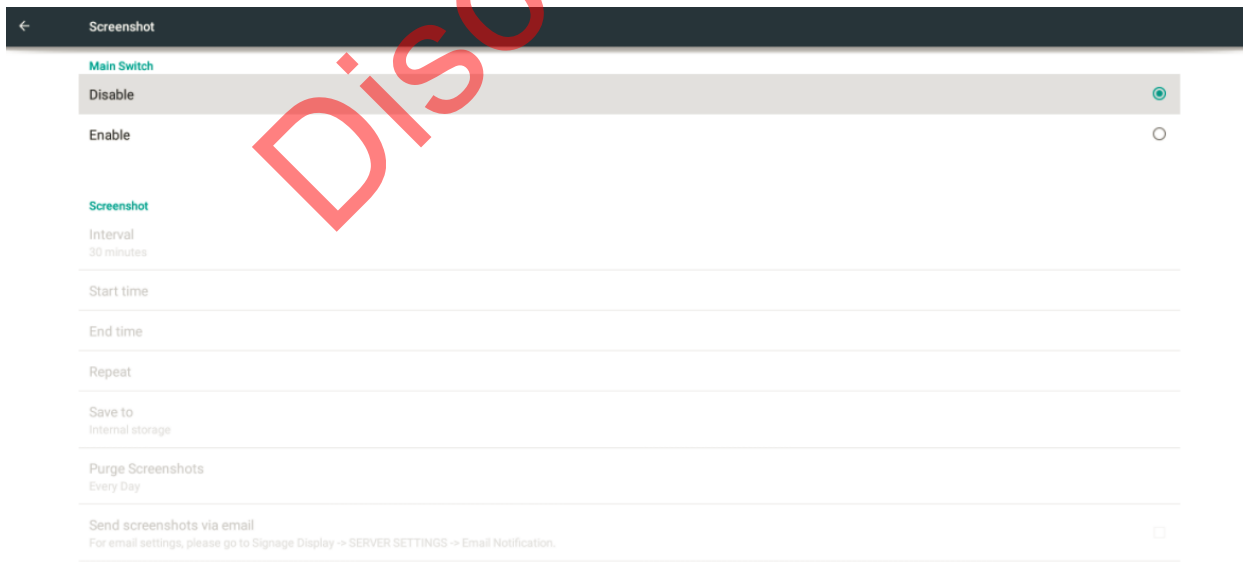 Screenshot
Main Switch
Disable
Enable
Screenshot
Interval
30 minutes
Start time
End time
Repeat
Save to
Internal storage
Purge Screenshots
Every Day
Send screenshots via email
For email settings, please go to Signage Display -> SERVER SETTINGS -> Email Notification.